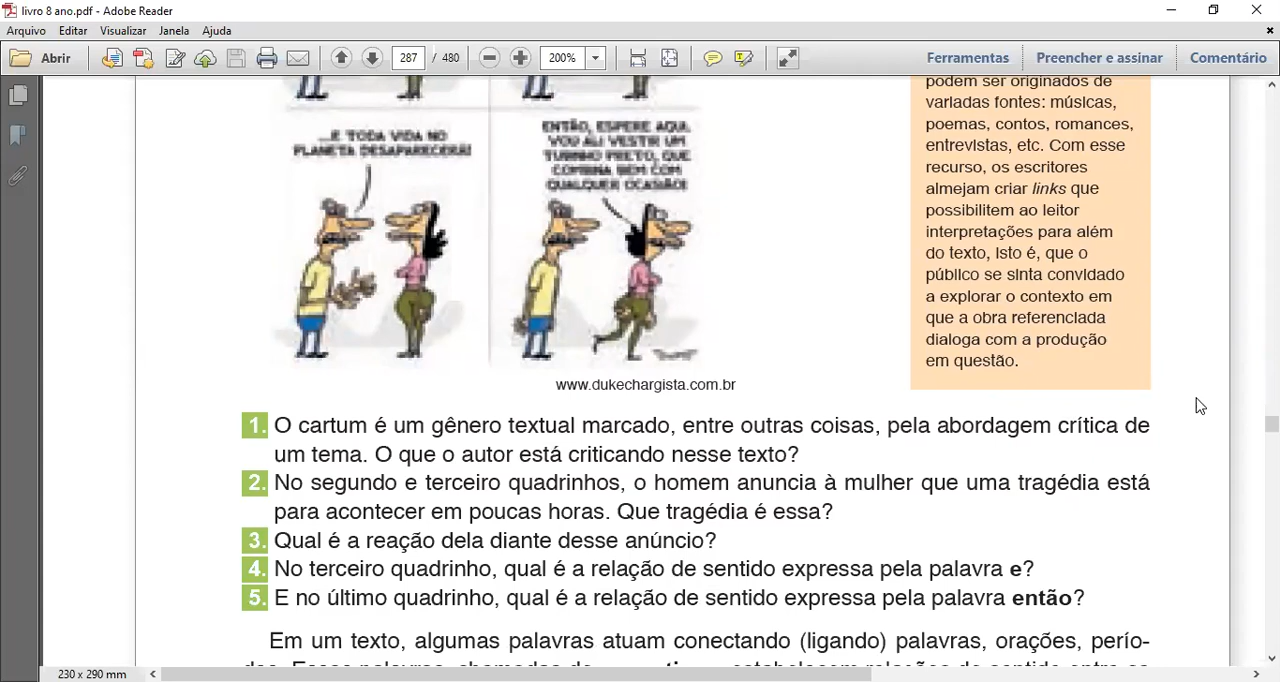 livro 8 ano.pdf - Adobe Reader
Arquivo Editar Visualizar Janela Ajuda
Abrir 287 / 480 200% Ferramentas Preencher e assinar Comentário
...E TODA VIDA NO
PLANETA DESAPARECERÁ!
ENTÃO, ESPERE AQUI.
VOU ALI VESTIR UM
TUBINHO PRETO, QUE
COMBINA BEM COM
QUALQUER OCASIÃO!
www.dukechargista.com.br
podem ser originados de
variadas fontes: músicas,
poemas, contos, romances,
entrevistas, etc. Com esse
recurso, os escritores
almejam criar links que
possibilitem ao leitor
interpretações para além
do texto, isto é, que o
público se sinta convidado
a explorar o contexto em
que a obra referenciada
dialoga com a produção
em questão.
1. O cartum é um gênero textual marcado, entre outras coisas, pela abordagem crítica de
um tema. O que o autor está criticando nesse texto?
2. No segundo e terceiro quadrinhos, o homem anuncia à mulher que uma tragédia está
para acontecer em poucas horas. Que tragédia é essa?
3. Qual é a reação dela diante desse anúncio?
4. No terceiro quadrinho, qual é a relação de sentido expressa pela palavra e?
5. E no último quadrinho, qual é a relação de sentido expressa pela palavra então?
Em um texto, algumas palavras atuam conectando (ligando) palavras, orações, perío-
230 x 290 mm